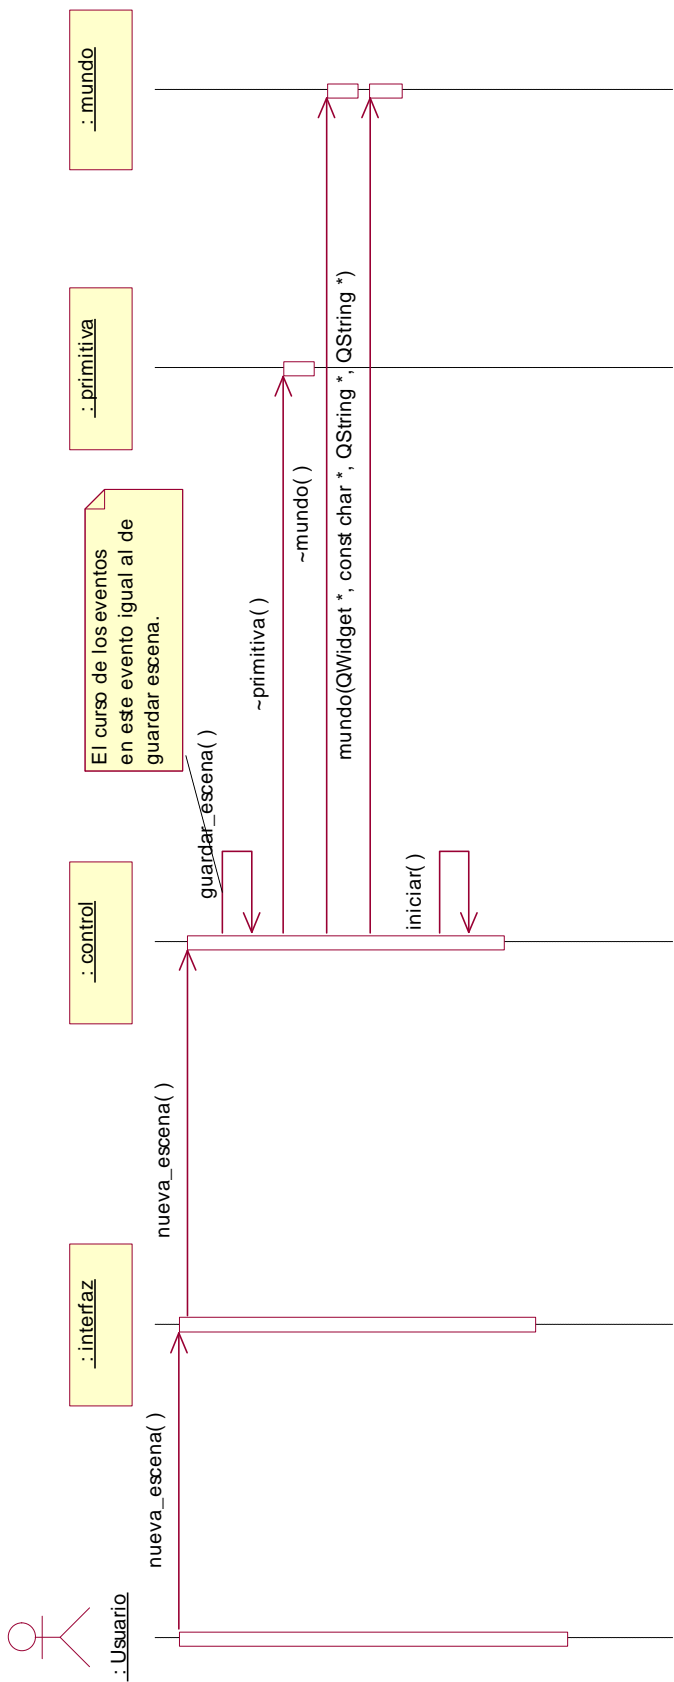 : Usuario
: interfaz
: control
: primitiva
: mundo
El curso de los eventos
en este evento igual al de
guardar escena.
nueva_escena( )
nueva_escena( )
guardar_escena( )
~primitiva( )
~mundo( )
mundo(QWidget *, const char *, QString *, QString *)
iniciar( )